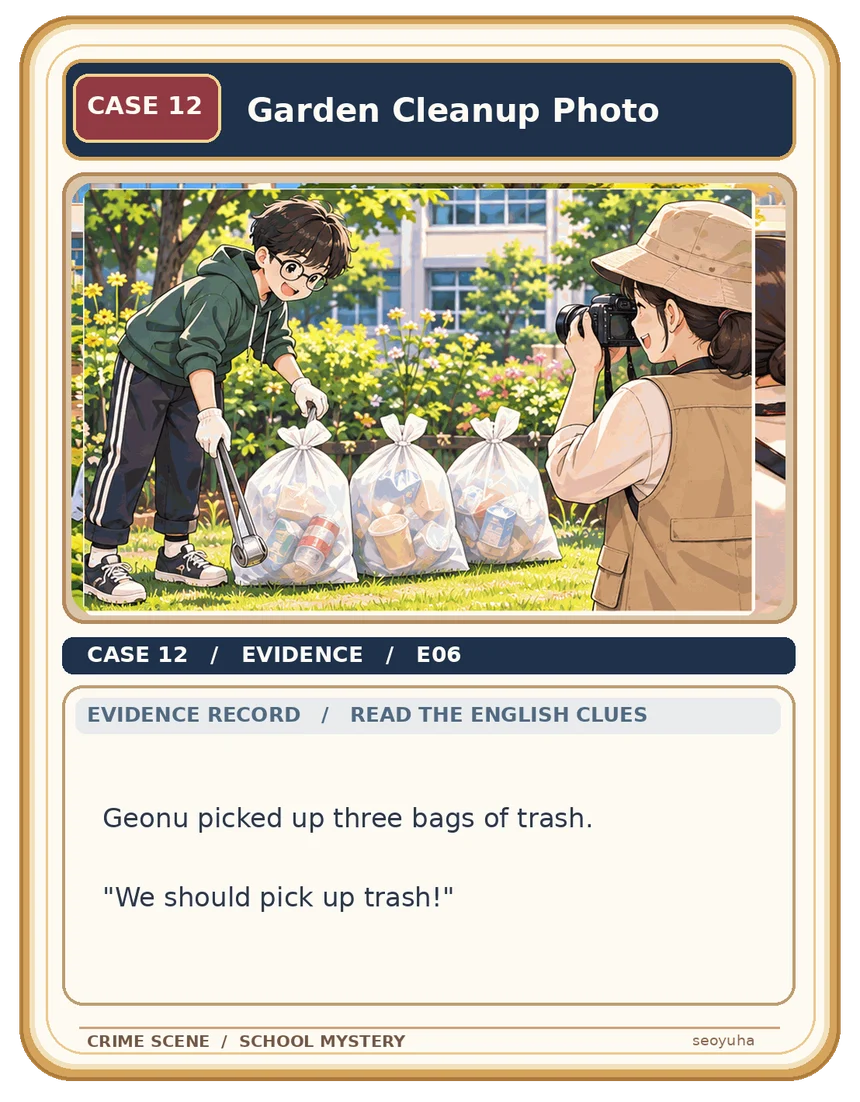 CASE 12
Garden Cleanup Photo
CASE 12 / EVIDENCE / E06
EVIDENCE RECORD / READ THE ENGLISH CLUES
Geonu picked up three bags of trash.
"We should pick up trash!"
CRIME SCENE / SCHOOL MYSTERY
seoyuha